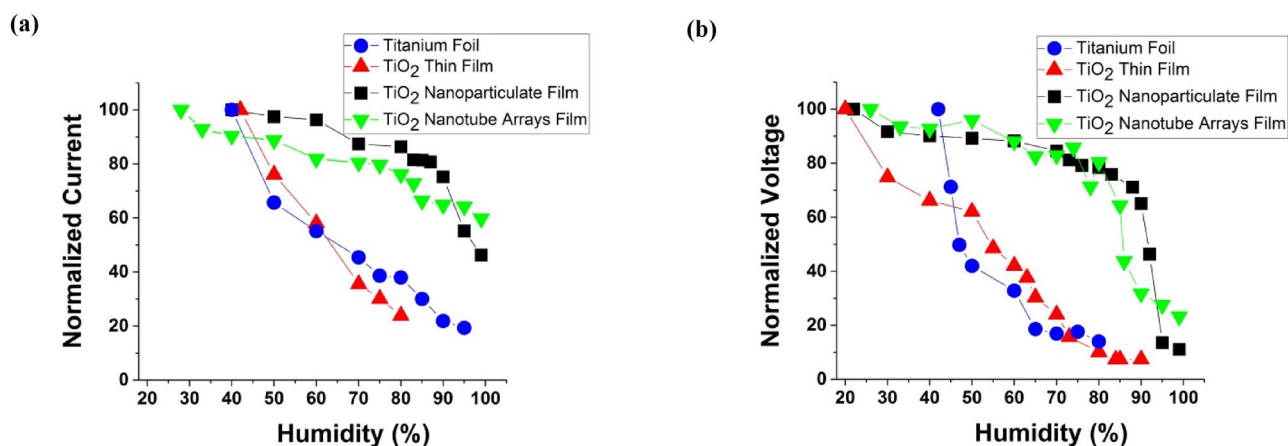 (a)
Titanium Foil
TiO2 Thin Film
TiO2 Nanoparticulate Film
TiO2 Nanotube Arrays Film
Normalized Current
100
80
60
40
20
0
20 30 40 50 60 70 80 90 100
Humidity (%)
(b)
Titanium Foil
TiO2 Thin Film
TiO2 Nanoparticulate Film
TiO2 Nanotube Arrays Film
Normalized Voltage
100
80
60
40
20
0
20 30 40 50 60 70 80 90 100
Humidity (%)